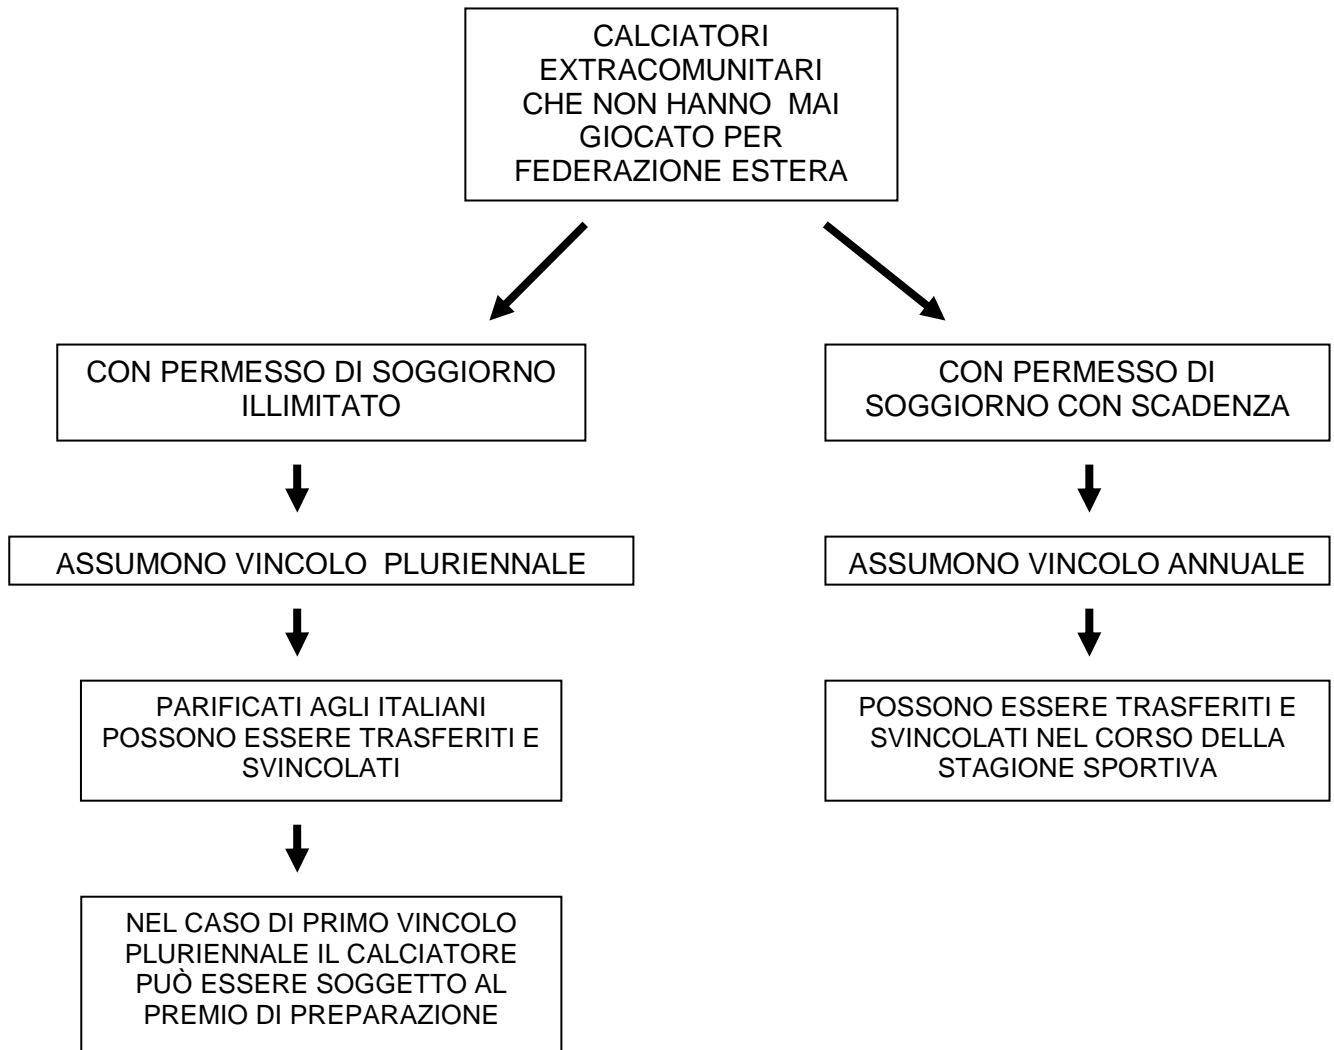 CALCIATORI
EXTRACOMUNITARI
CHE NON HANNO MAI
GIOCATO PER
FEDERAZIONE ESTERA
CON PERMESSO DI SOGGIORNO
ILLIMITATO
CON PERMESSO DI
SOGGIORNO CON SCADENZA
ASSUMONO VINCOLO PLURIENNALE
ASSUMONO VINCOLO ANNUALE
PARIFICATI AGLI ITALIANI
POSSONO ESSERE TRASFERITI E
SVINCOLATI
POSSONO ESSERE TRASFERITI E
SVINCOLATI NEL CORSO DELLA
STAGIONE SPORTIVA
NEL CASO DI PRIMO VINCOLO
PLURIENNALE IL CALCIATORE
PUÒ ESSERE SOGGETTO AL
PREMIO DI PREPARAZIONE